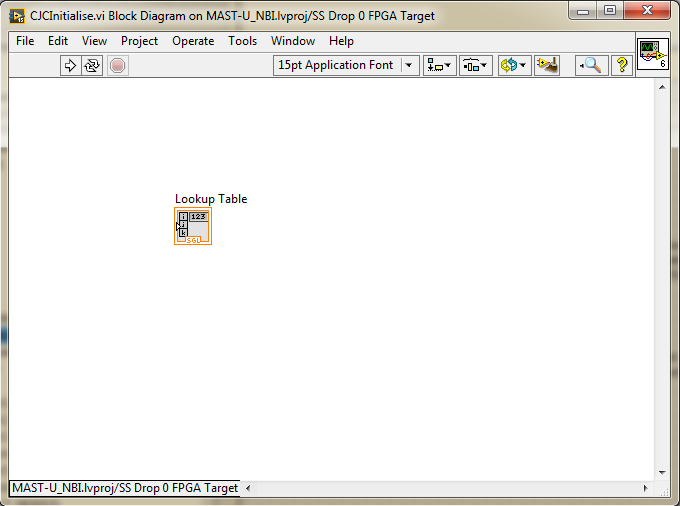 CJCInitialise.vi Block Diagram on MAST-U_NBI.lvproj/SS Drop 0 FPGA Target
File Edit View Project Operate Tools Window Help
15pt Application Font
?
6
Lookup Table
i 123
j
k
SGL
MAST-U_NBI.lvproj/SS Drop 0 FPGA Target